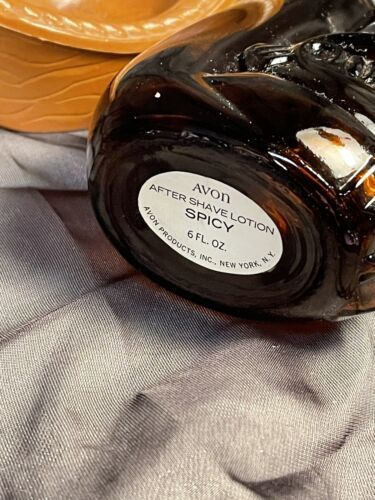 AVON
AFTER SHAVE LOTION
SPICY
6 FL. OZ.
AVON PRODUCTS, INC., NEW YORK, N.Y.